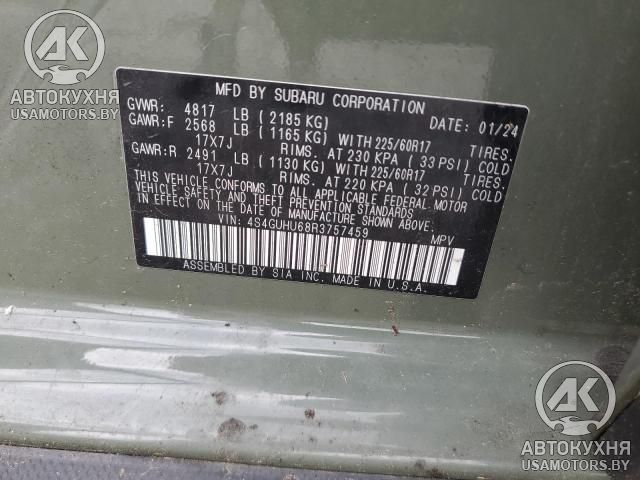 AK
АВТОКУХНЯ
USAMOTORS.BY
MFD BY SUBARU CORPORATION
GVWR: 4817 LB (2185 KG) DATE: 01/24
GAWR:F 2568 LB (1165 KG) WITH 225/60R17 TIRES.
17X7J RIMS. AT 230 KPA (33 PSI) COLD
GAWR:R 2491 LB (1130 KG) WITH 225/60R17 TIRES.
17X7J RIMS. AT 220 KPA (32 PSI) COLD
THIS VEHICLE CONFORMS TO ALL APPLICABLE FEDERAL MOTOR
VEHICLE SAFETY AND THEFT PREVENTION STANDARDS
IN EFFECT ON THE DATE OF MANUFACTURE SHOWN ABOVE.
VIN: 4S4GUHU68R3757459 MPV
ASSEMBLED BY SIA INC. MADE IN U.S.A.
AK
АВТОКУХНЯ
USAMOTORS.BY